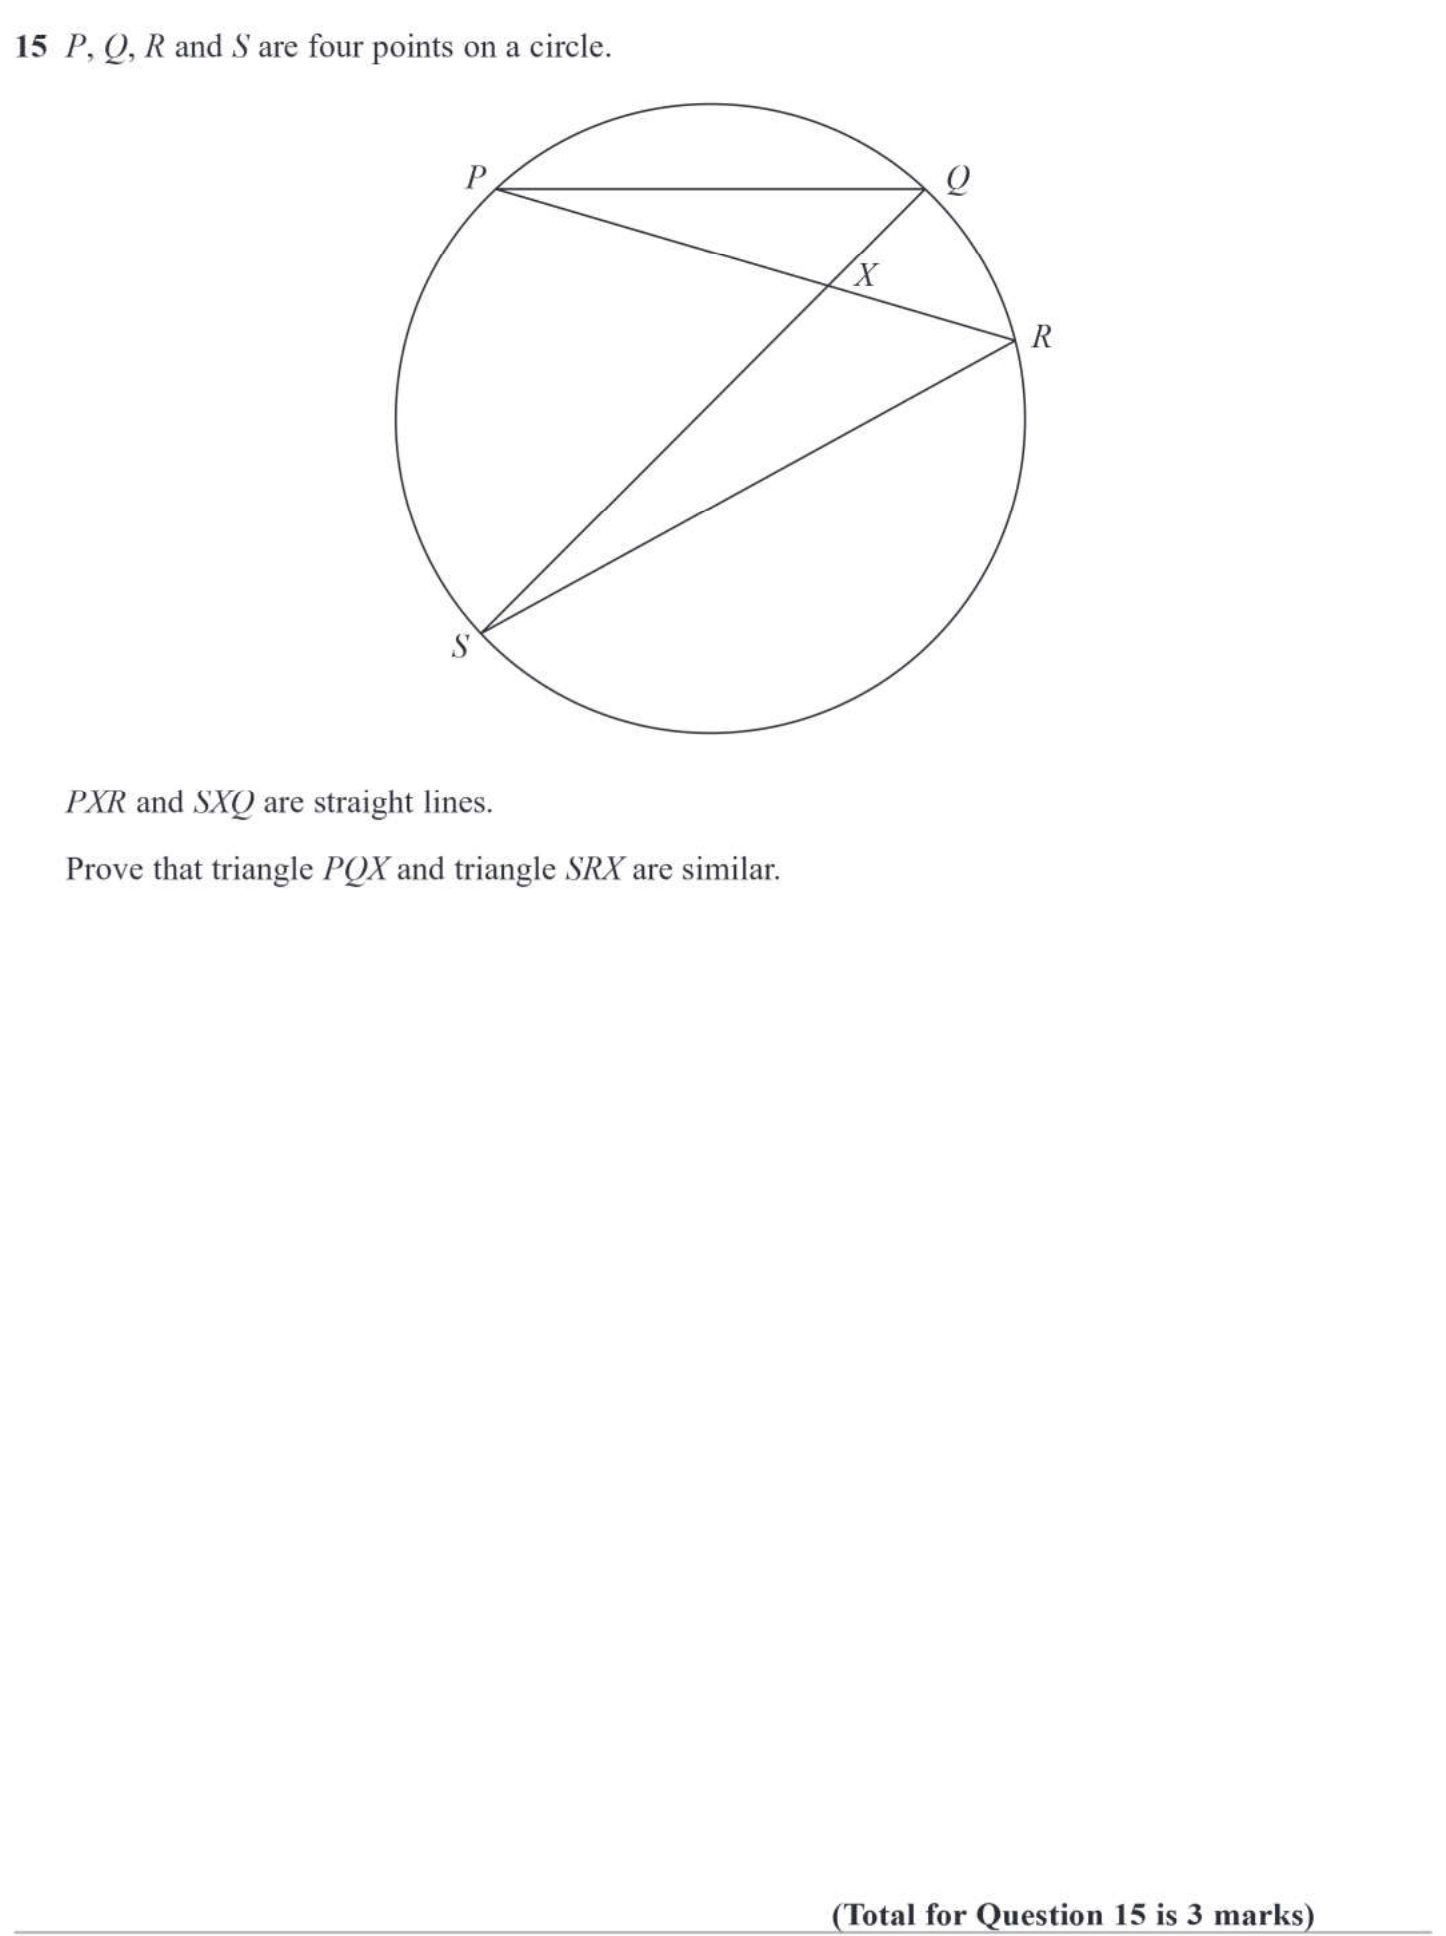 15 P, Q, R and S are four points on a circle.
P
Q
X
R
S
PXR and SXQ are straight lines.
Prove that triangle PQX and triangle SRX are similar.
(Total for Question 15 is 3 marks)